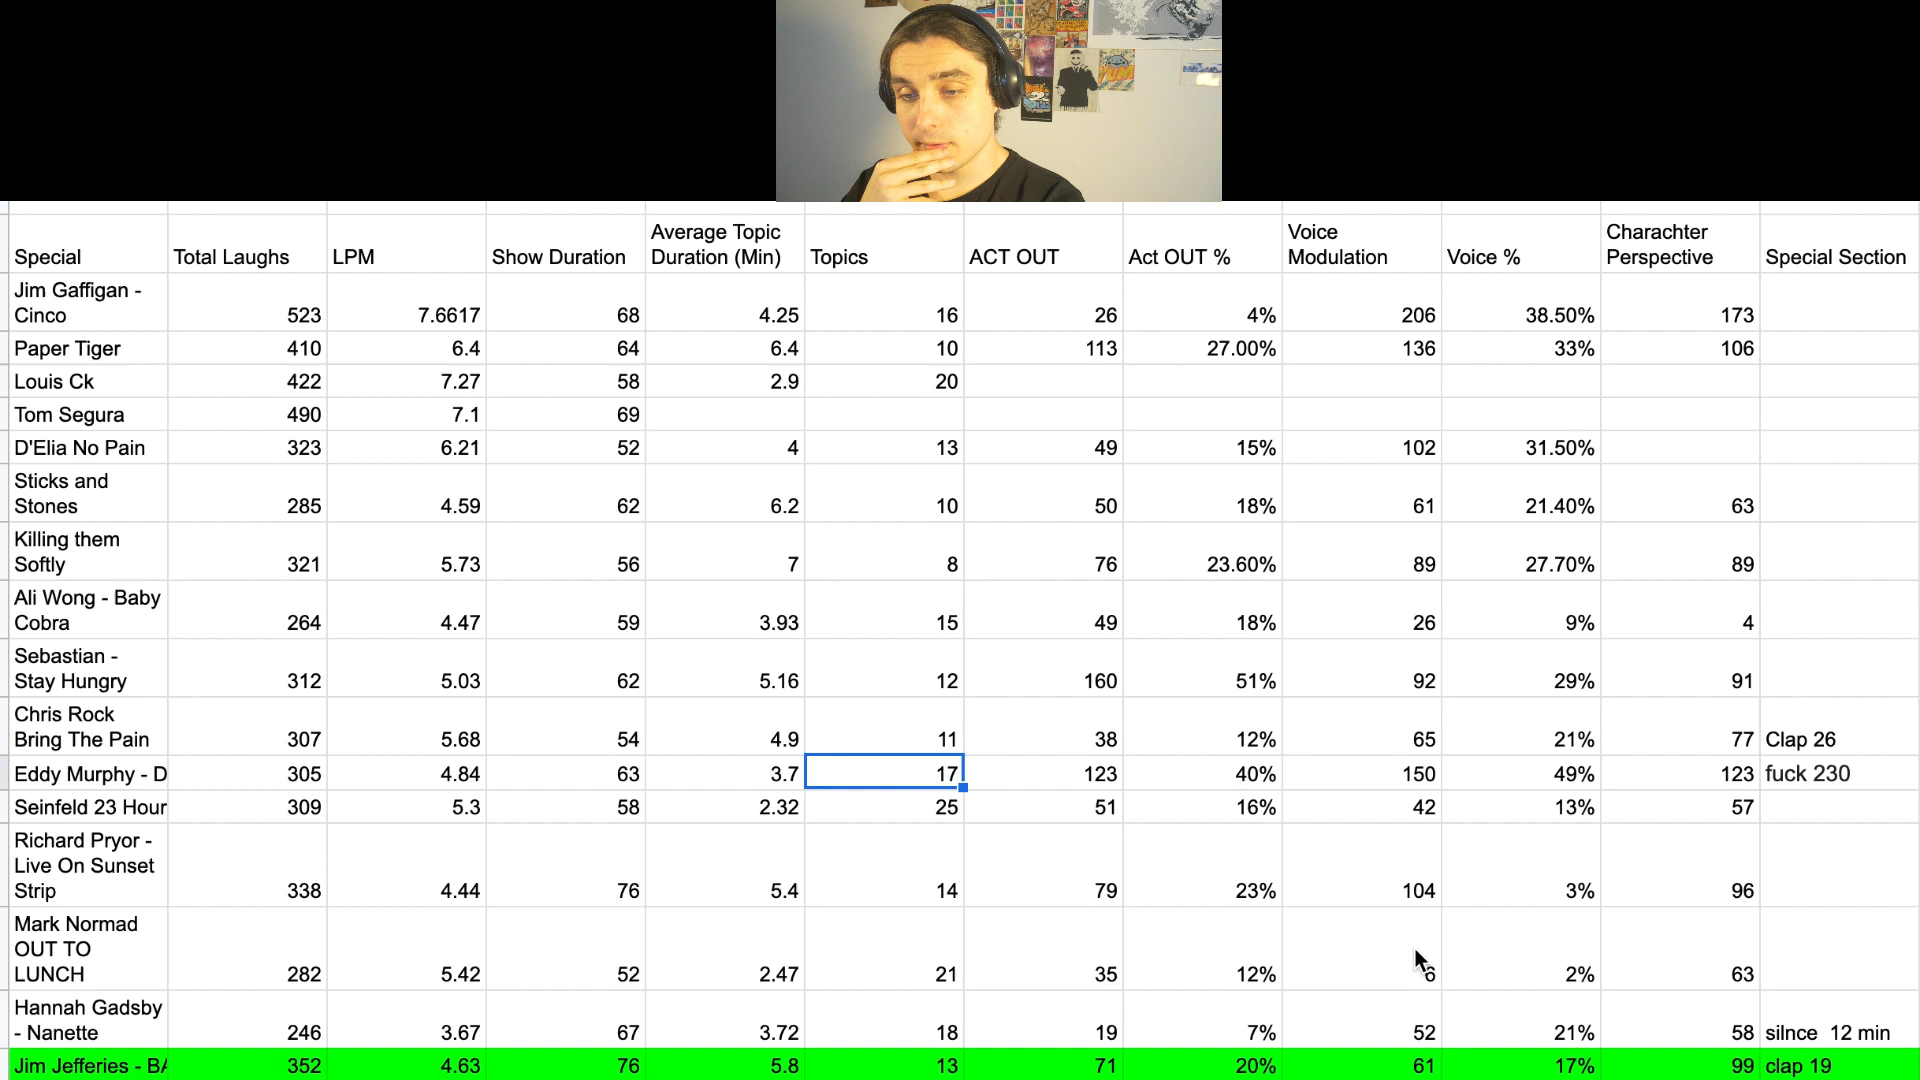 Special Total Laughs LPM Show Duration Average Topic Duration (Min) Topics ACT OUT Act OUT % Voice Modulation Voice % Charachter Perspective Special Section
Jim Gaffigan - Cinco 523 7.6617 68 4.25 16 26 4% 206 38.50% 173
Paper Tiger 410 6.4 64 6.4 10 113 27.00% 136 33% 106
Louis Ck 422 7.27 58 2.9 20
Tom Segura 490 7.1 69
D'Elia No Pain 323 6.21 52 4 13 49 15% 102 31.50%
Sticks and Stones 285 4.59 62 6.2 10 50 18% 61 21.40% 63
Killing them Softly 321 5.73 56 7 8 76 23.60% 89 27.70% 89
Ali Wong - Baby Cobra 264 4.47 59 3.93 15 49 18% 26 9% 4
Sebastian - Stay Hungry 312 5.03 62 5.16 12 160 51% 92 29% 91
Chris Rock Bring The Pain 307 5.68 54 4.9 11 38 12% 65 21% 77 Clap 26
Eddy Murphy - D 305 4.84 63 3.7 17 123 40% 150 49% 123 fuck 230
Seinfeld 23 Hour 309 5.3 58 2.32 25 51 16% 42 13% 57
Richard Pryor - Live On Sunset Strip 338 4.44 76 5.4 14 79 23% 104 3% 96
Mark Normad OUT TO LUNCH 282 5.42 52 2.47 21 35 12% 6 2% 63
Hannah Gadsby - Nanette 246 3.67 67 3.72 18 19 7% 52 21% 58 silnce 12 min
Jim Jefferies - BA 352 4.63 76 5.8 13 71 20% 61 17% 99 clap 19